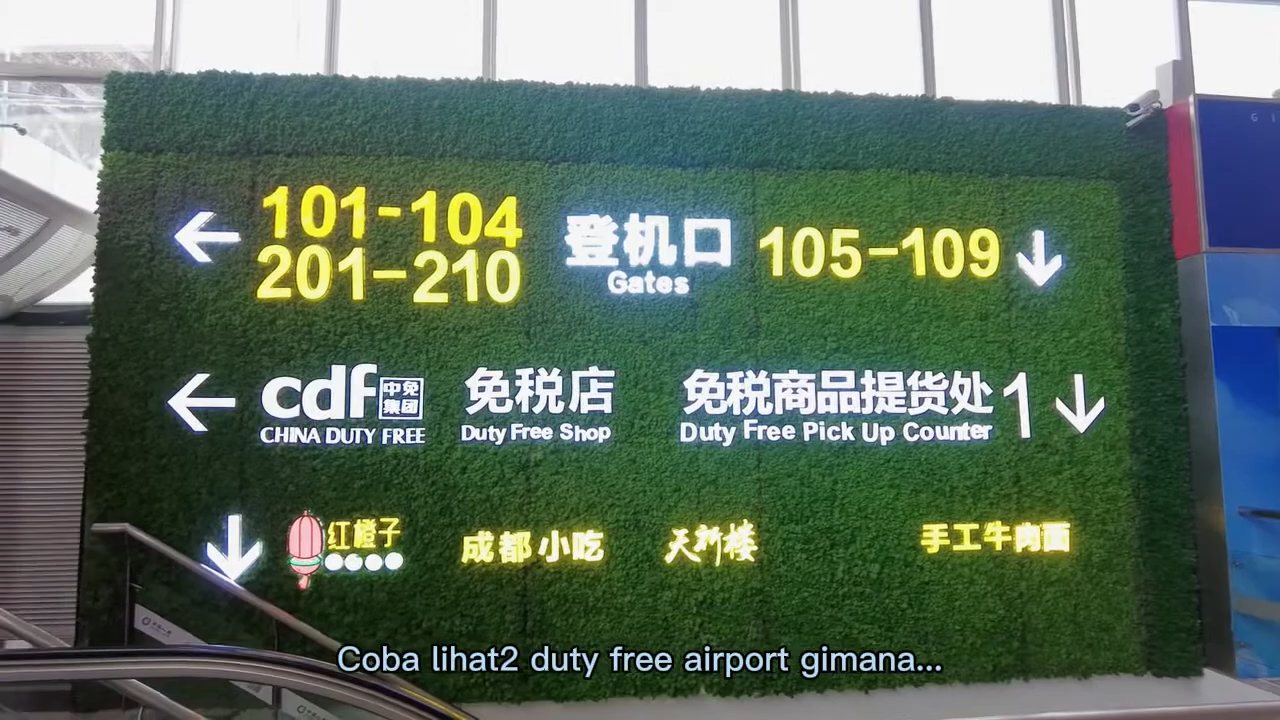 101-104
201-210
登机口
Gates
105-109
cdf
中免
集团
CHINA DUTY FREE
免税店
Duty Free Shop
免税商品提货处 1
Duty Free Pick Up Counter
红橙子
成都小吃
天新楼
手工牛肉面
Coba lihat2 duty free airport gimana...